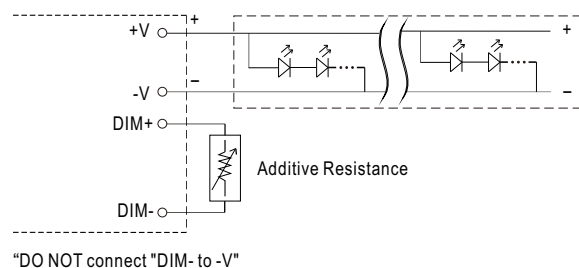 +V
+
+
-V
−
−
DIM+
Additive Resistance
DIM-
“DO NOT connect "DIM- to -V"